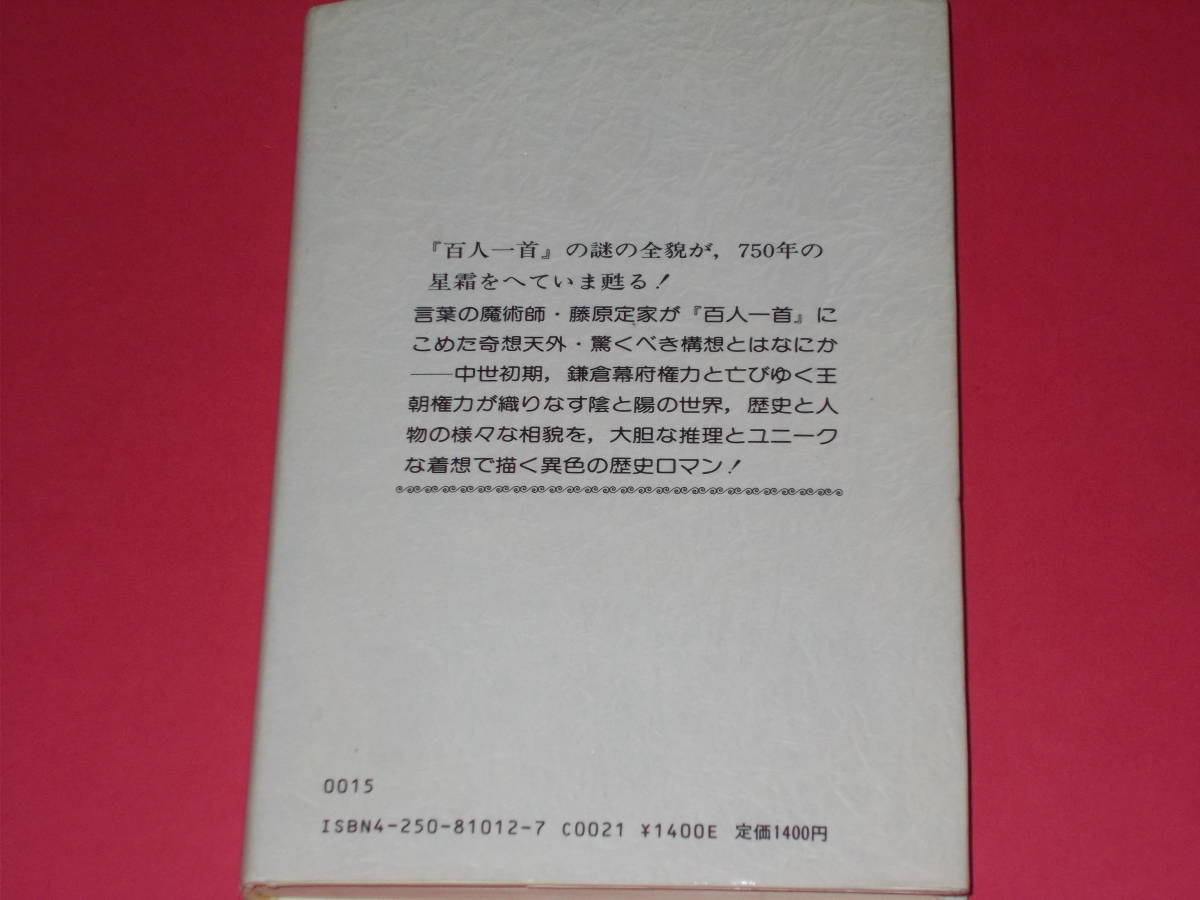 『百人一首』の謎の全貌が，750年の
星霜をへていま甦る！
言葉の魔術師・藤原定家が『百人一首』に
こめた奇想天外・驚くべき構想とはなにか
――中世初期，鎌倉幕府権力と亡びゆく王
朝権力が織りなす陰と陽の世界，歴史と人
物の様々な相貌を，大胆な推理とユニーク
な着想で描く異色の歴史ロマン！
0015
ISBN4-250-81012-7 C0021 ¥1400E 定価1400円